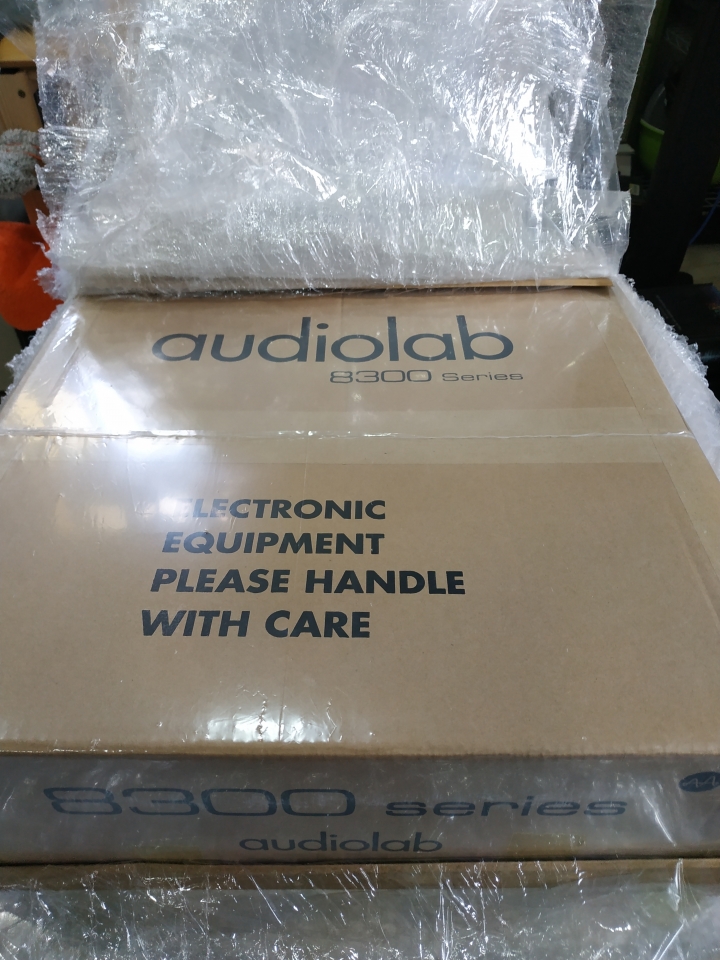 audiolab
8300 Series
ELECTRONIC
EQUIPMENT
PLEASE HANDLE
WITH CARE
8300 series
audiolab